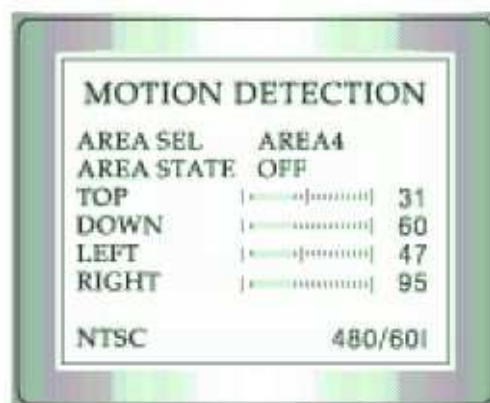 MOTION DETECTION
AREA SEL AREA4
AREA STATE OFF
TOP 31
DOWN 60
LEFT 47
RIGHT 95
NTSC 480/60I